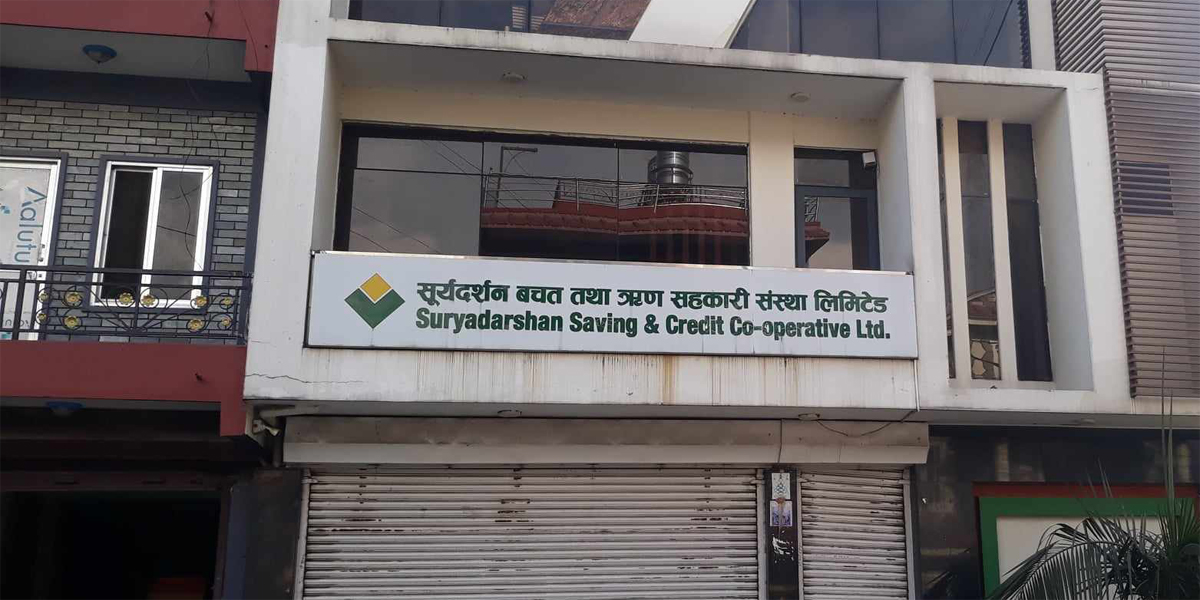 सूर्यदर्शन बचत तथा ऋण सहकारी संस्था लिमिटेड
Suryadarshan Saving & Credit Co-operative Ltd.